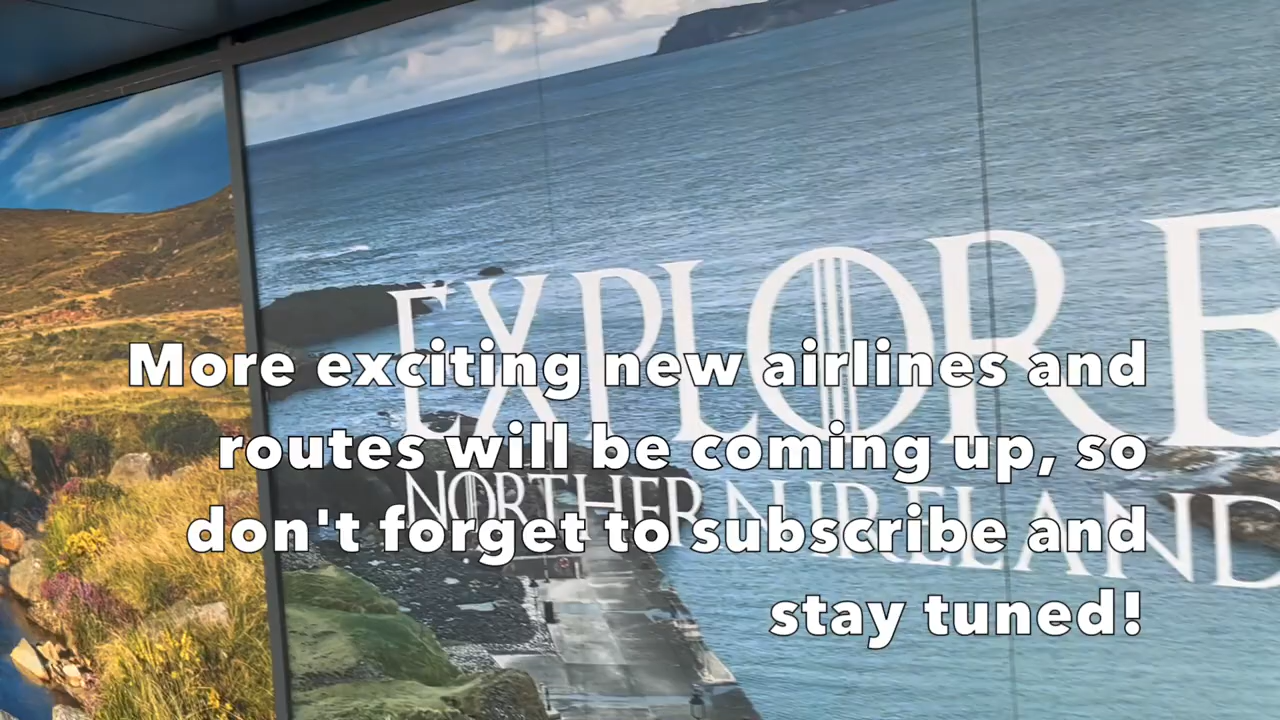 EXPLORE
NORTHERN IRELAND
More exciting new airlines and
routes will be coming up, so
don't forget to subscribe and
stay tuned!